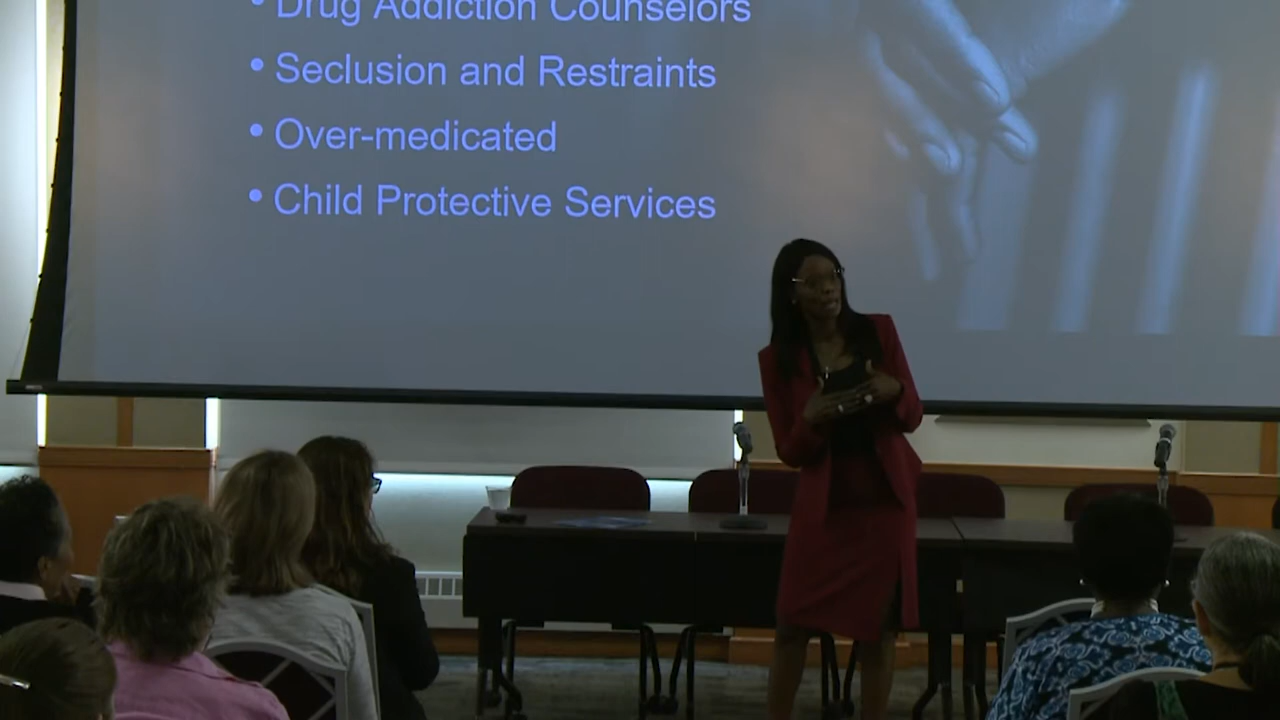 • Drug Addiction Counselors
• Seclusion and Restraints
• Over-medicated
• Child Protective Services